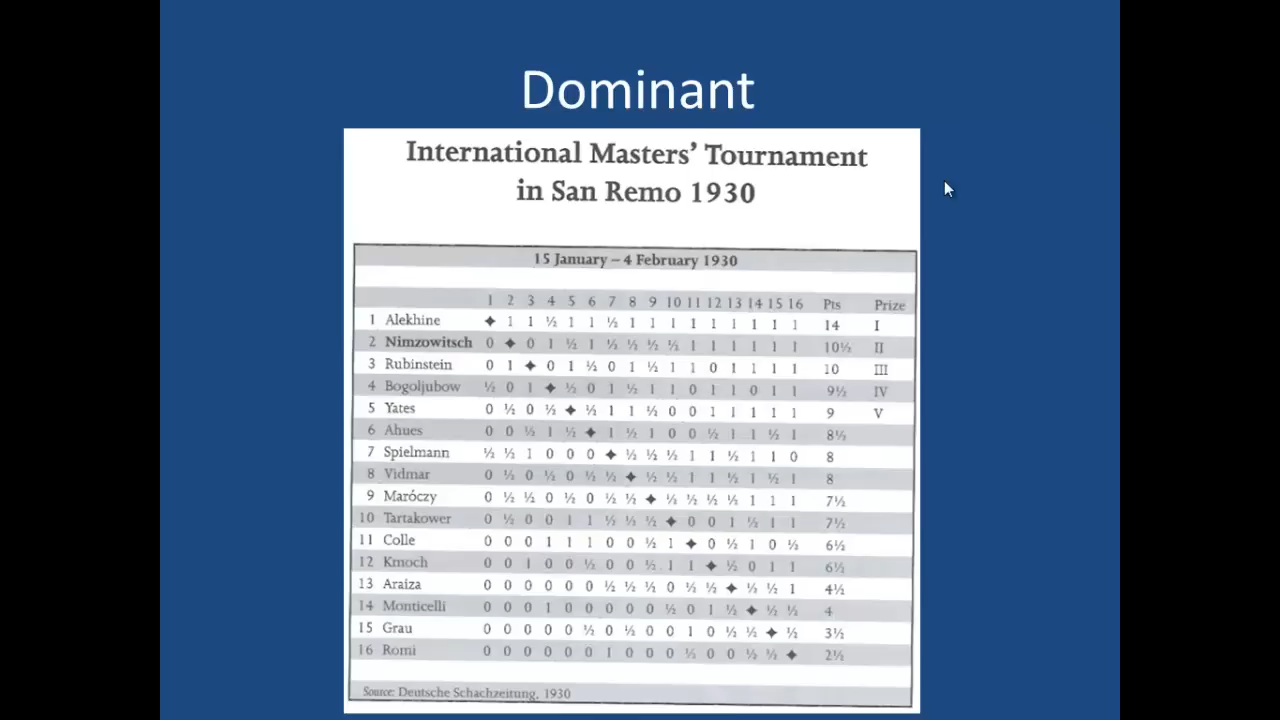 Dominant
International Masters' Tournament
in San Remo 1930
15 January – 4 February 1930
1 2 3 4 5 6 7 8 9 10 11 12 13 14 15 16 Pts Prize
1 Alekhine ✦ 1 1 ½ 1 1 ½ 1 1 1 1 1 1 1 1 1 14 I
2 Nimzowitsch 0 ✦ 0 1 ½ 1 ½ ½ ½ ½ 1 1 1 1 1 1 10½ II
3 Rubinstein 0 1 ✦ 0 1 ½ 0 1 ½ 1 1 0 1 1 1 1 10 III
4 Bogoljubow ½ 0 1 ✦ ½ 0 1 ½ 1 1 0 1 1 0 1 1 9½ IV
5 Yates 0 ½ 0 ½ ✦ ½ 1 1 ½ 0 0 1 1 1 1 1 9 V
6 Ahues 0 0 ½ 1 ½ ✦ 1 ½ 1 0 0 ½ 1 1 ½ 1 8½
7 Spielmann ½ ½ 1 0 0 0 ✦ ½ ½ ½ 1 1 ½ 1 1 0 8
8 Vidmar 0 ½ 0 ½ 0 ½ ½ ✦ ½ ½ 1 1 ½ 1 ½ 1 8
9 Maróczy 0 ½ ½ 0 ½ 0 ½ ½ ✦ ½ ½ ½ ½ 1 1 1 7½
10 Tartakower 0 ½ 0 0 1 1 ½ ½ ½ ✦ 0 0 1 ½ 1 1 7½
11 Colle 0 0 0 1 1 1 0 0 ½ 1 ✦ 0 ½ 1 0 ½ 6½
12 Kmoch 0 0 1 0 0 ½ 0 0 ½ 1 1 ✦ ½ 0 1 1 6½
13 Araiza 0 0 0 0 0 0 ½ ½ ½ 0 ½ ½ ✦ ½ ½ 1 4½
14 Monticelli 0 0 0 1 0 0 0 0 0 ½ 0 1 ½ ✦ ½ ½ 4
15 Grau 0 0 0 0 0 ½ 0 ½ 0 0 1 0 ½ ½ ✦ ½ 3½
16 Romi 0 0 0 0 0 0 1 0 0 0 ½ 0 0 ½ ½ ✦ 2½
Source: Deutsche Schachzeitung, 1930